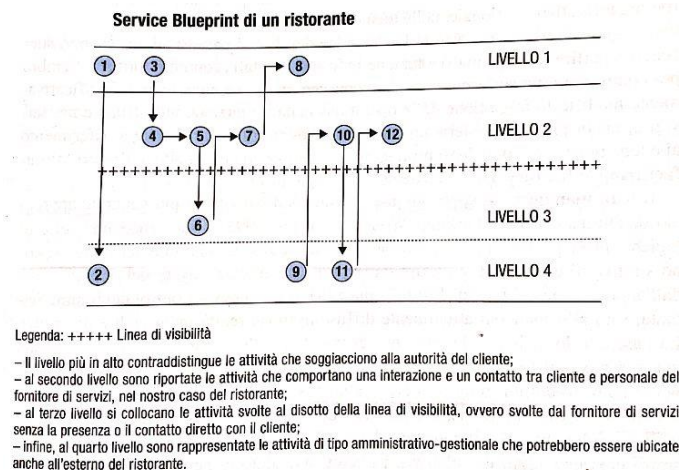 Service Blueprint di un ristorante
1 3 8 LIVELLO 1
4 5 7 10 12 LIVELLO 2
++++++++++++++++++++++++++++++++++++++++++++++++
6 LIVELLO 3
2 9 11 LIVELLO 4
Legenda: +++++ Linea di visibilità
– Il livello più in alto contraddistingue le attività che soggiacciono alla autorità del cliente;
– al secondo livello sono riportate le attività che comportano una interazione e un contatto tra cliente e personale del
fornitore di servizi, nel nostro caso del ristorante;
– al terzo livello si collocano le attività svolte al disotto della linea di visibilità, ovvero svolte dal fornitore di servizi
senza la presenza o il contatto diretto con il cliente;
– infine, al quarto livello sono rappresentate le attività di tipo amministrativo-gestionale che potrebbero essere ubicate
anche all'esterno del ristorante.